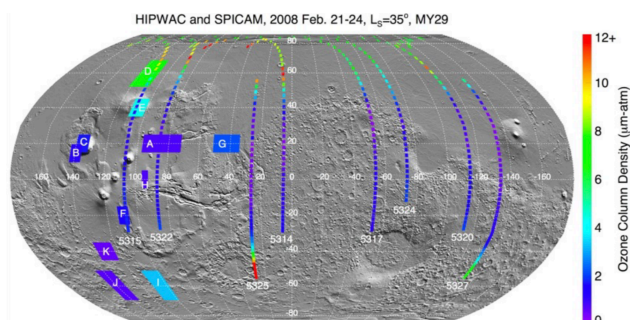 HIPWAC and SPICAM, 2008 Feb. 21-24, Ls=35°, MY29
80
60
40
20
-180 -160 -140 -120 -100 -80 -60 -40 -20 0 20 40 60 80 100 120 140 160
-20
-40
-60
-80
D
E
C
B
A
G
H
F
K
J
I
5315
5322
5325
5314
5317
5324
5320
5327
12+
10
8
6
4
2
0
Ozone Column Density (μm-atm)